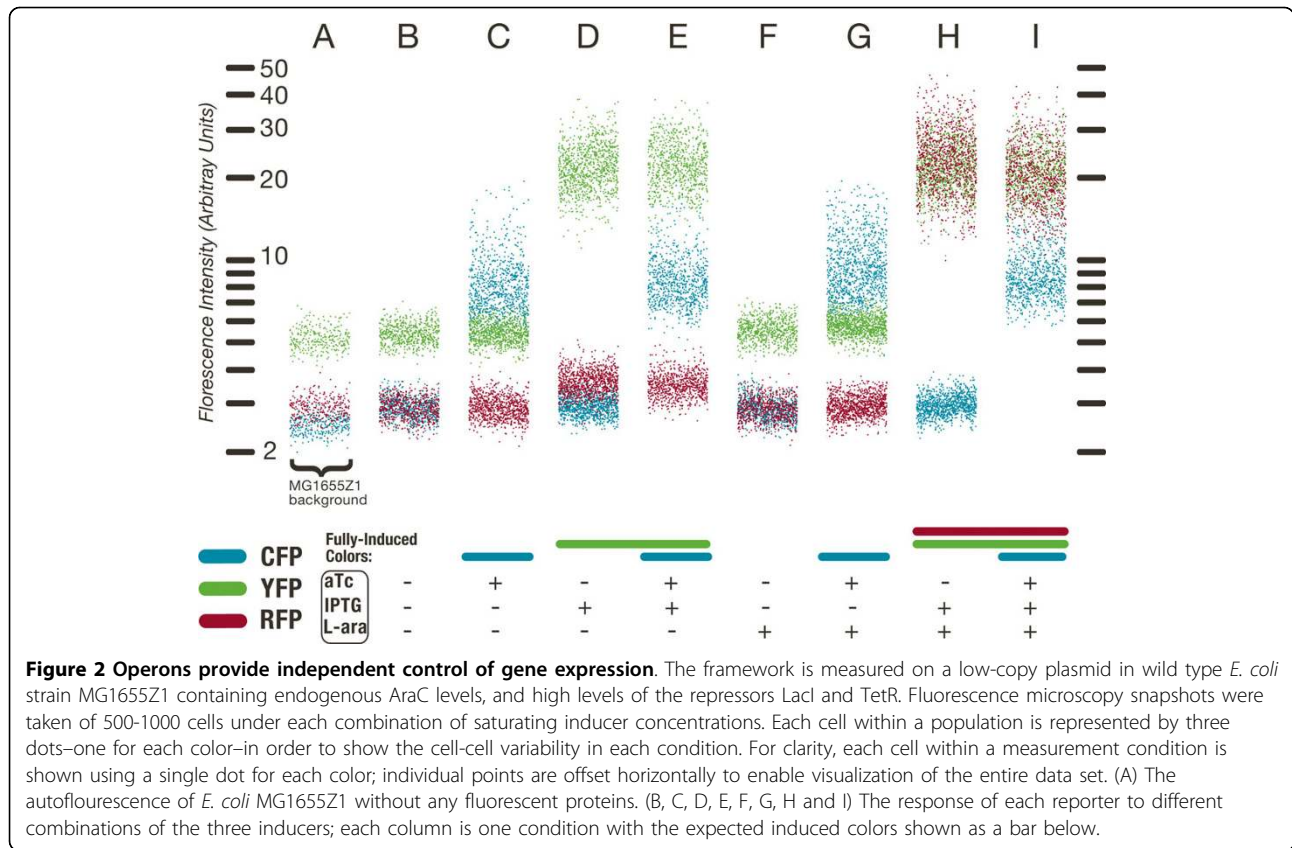 A B C D E F G H I
Florescence Intensity (Arbitray Units)
50
40
30
20
10
2
MG1655Z1
background
Fully-Induced
Colors:
CFP
YFP
RFP
aTc - + - + - + - +
IPTG - - + + - - + +
L-ara - - - - + + + +
Figure 2 Operons provide independent control of gene expression. The framework is measured on a low-copy plasmid in wild type E. coli
strain MG1655Z1 containing endogenous AraC levels, and high levels of the repressors LacI and TetR. Fluorescence microscopy snapshots were
taken of 500-1000 cells under each combination of saturating inducer concentrations. Each cell within a population is represented by three
dots–one for each color–in order to show the cell-cell variability in each condition. For clarity, each cell within a measurement condition is
shown using a single dot for each color; individual points are offset horizontally to enable visualization of the entire data set. (A) The
autoflourescence of E. coli MG1655Z1 without any fluorescent proteins. (B, C, D, E, F, G, H and I) The response of each reporter to different
combinations of the three inducers; each column is one condition with the expected induced colors shown as a bar below.